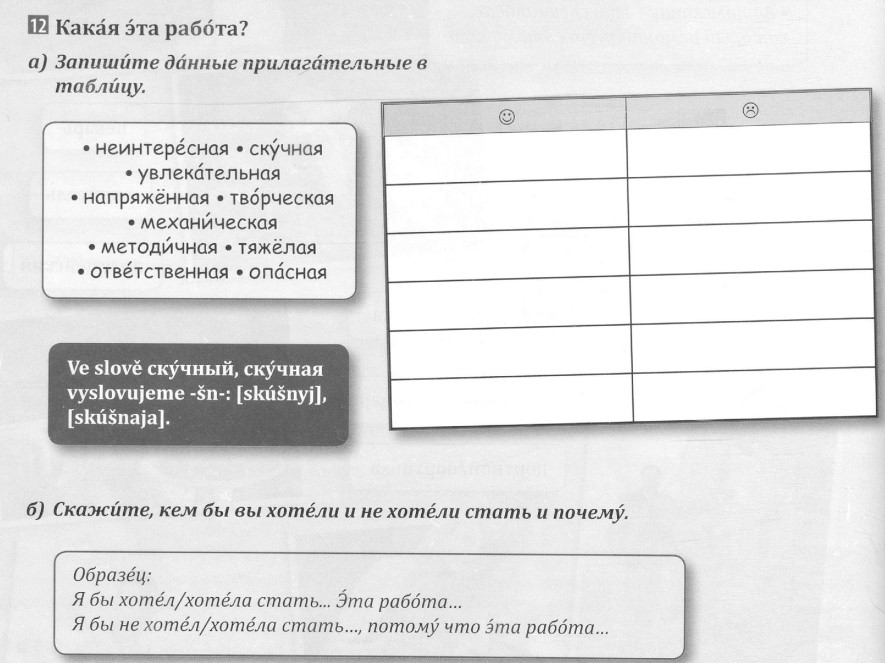 12 Кака́я э́та рабо́та?
а) Запиши́те да́нные прилага́тельные в
табли́цу.
• неинтере́сная • ску́чная
• увлека́тельная
• напряжённая • тво́рческая
• механи́ческая
• методи́чная • тяжёлая
• отве́тственная • опа́сная
☺ ☹
Ve slově ску́чный, ску́чная
vyslovujeme -šn-: [skúšnyj],
[skúšnaja].
б) Скажи́те, кем бы вы хоте́ли и не хоте́ли стать и почему́.
Образе́ц:
Я бы хоте́л/хоте́ла стать... Э́та рабо́та...
Я бы не хоте́л/хоте́ла стать..., потому́ что э́та рабо́та...